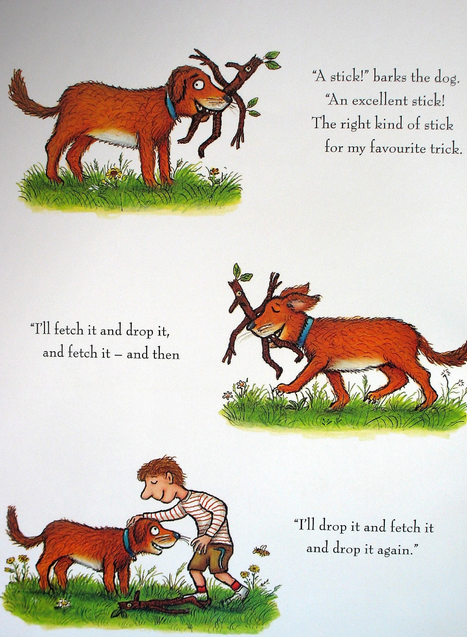 “A stick!” barks the dog.
“An excellent stick!
The right kind of stick
for my favourite trick.
“I’ll fetch it and drop it,
and fetch it – and then
“I’ll drop it and fetch it
and drop it again.”